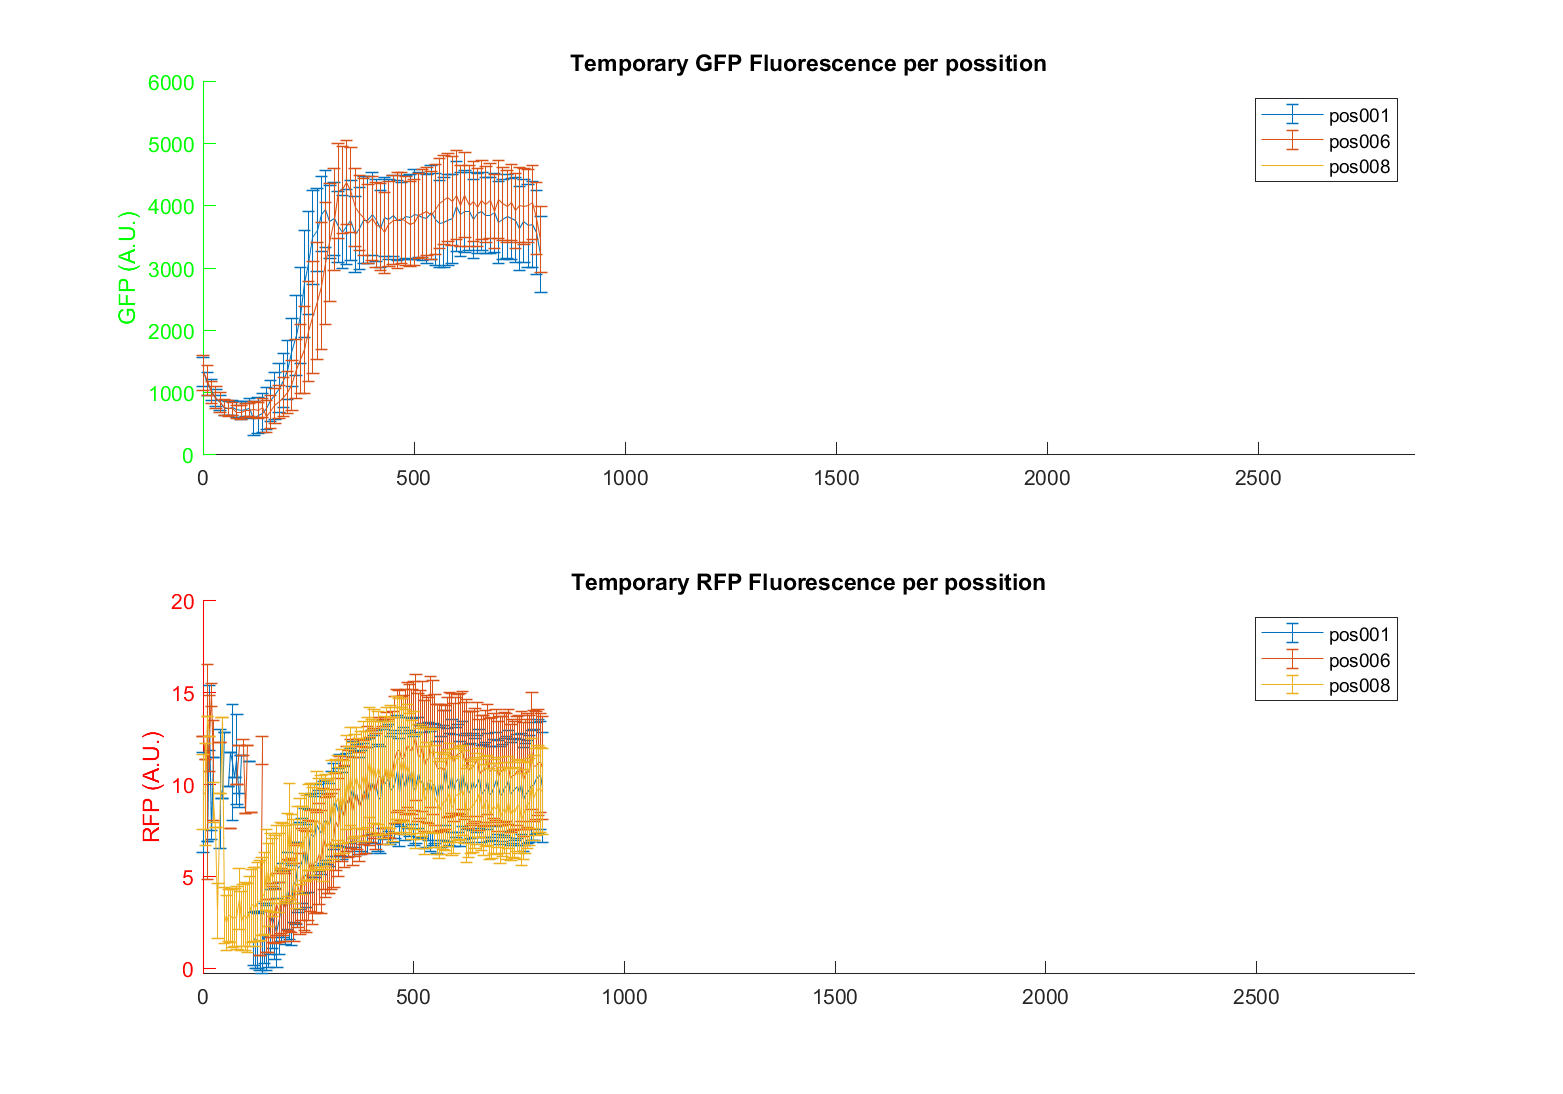 Temporary GFP Fluorescence per possition
6000
5000
4000
3000
2000
1000
0
GFP (A.U.)
0 500 1000 1500 2000 2500
pos001
pos006
pos008
Temporary RFP Fluorescence per possition
20
15
10
5
0
RFP (A.U.)
0 500 1000 1500 2000 2500
pos001
pos006
pos008